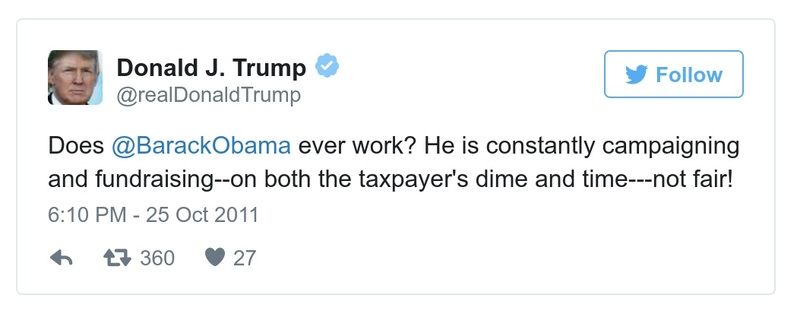 Donald J. Trump
@realDonaldTrump
Follow
Does @BarackObama ever work? He is constantly campaigning
and fundraising--on both the taxpayer's dime and time---not fair!
6:10 PM - 25 Oct 2011
360 27